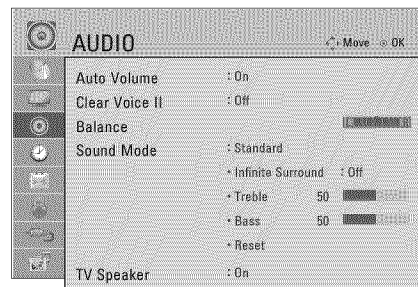 AUDIO Move OK
Auto Volume : On
Clear Voice II : Off
Balance L R
Sound Mode : Standard
• Infinite Surround : Off
• Treble 50
• Bass 50
• Reset
TV Speaker : On